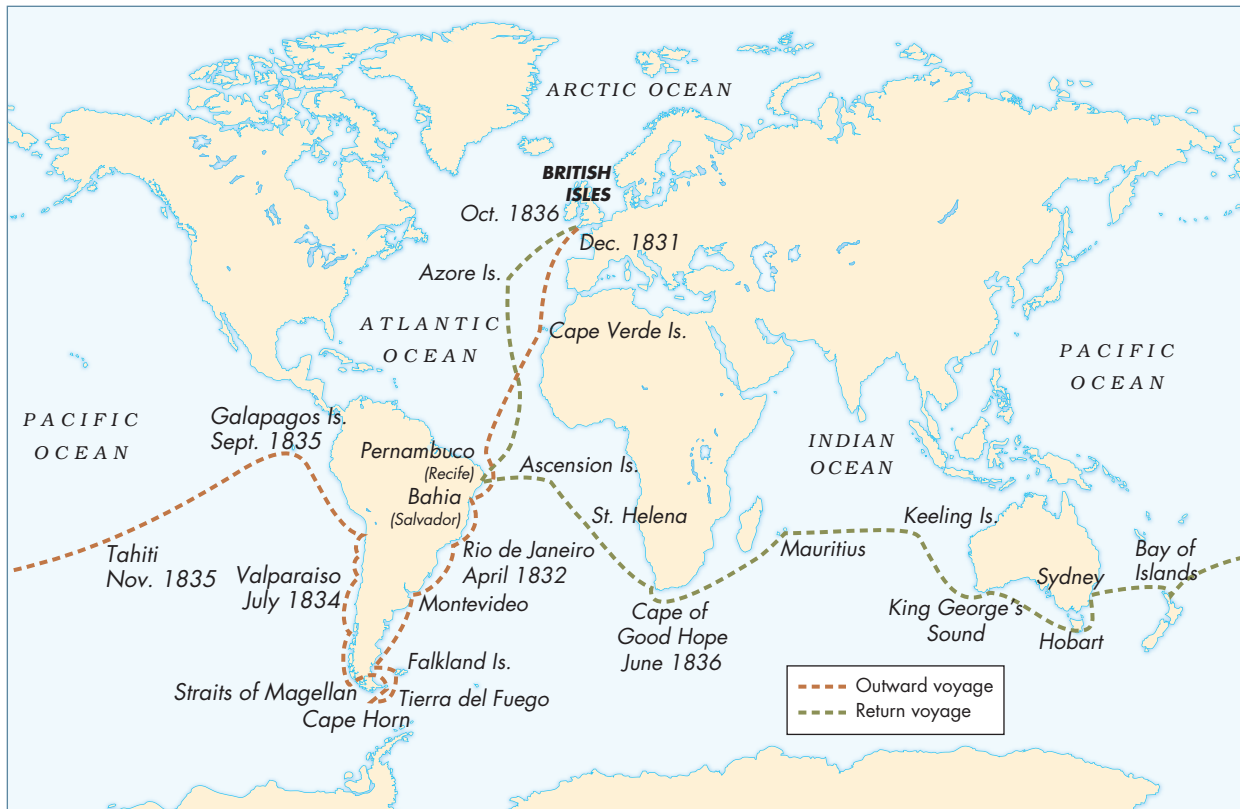 ARCTIC OCEAN
BRITISH
ISLES
Oct. 1836
Dec. 1831
Azore Is.
ATLANTIC
OCEAN
Cape Verde Is.
PACIFIC
OCEAN
PACIFIC
OCEAN
Galapagos Is.
Sept. 1835
Pernambuco
(Recife)
Bahia
(Salvador)
Ascension Is.
INDIAN
OCEAN
St. Helena
Keeling Is.
Tahiti
Nov. 1835
Valparaiso
July 1834
Rio de Janeiro
April 1832
Mauritius
Bay of
Islands
Sydney
Montevideo
Cape of
Good Hope
June 1836
King George's
Sound
Hobart
Falkland Is.
Straits of Magellan
Tierra del Fuego
Cape Horn
Outward voyage
Return voyage